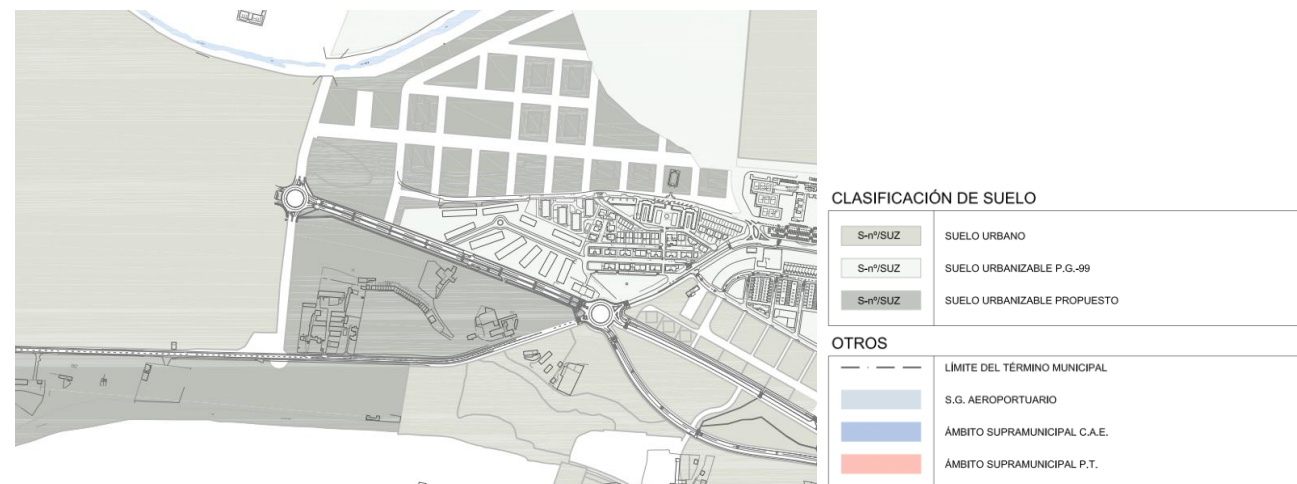 CLASIFICACIÓN DE SUELO
S-nº/SUZ SUELO URBANO
S-nº/SUZ SUELO URBANIZABLE P.G.-99
S-nº/SUZ SUELO URBANIZABLE PROPUESTO
OTROS
LÍMITE DEL TÉRMINO MUNICIPAL
S.G. AEROPORTUARIO
ÁMBITO SUPRAMUNICIPAL C.A.E.
ÁMBITO SUPRAMUNICIPAL P.T.